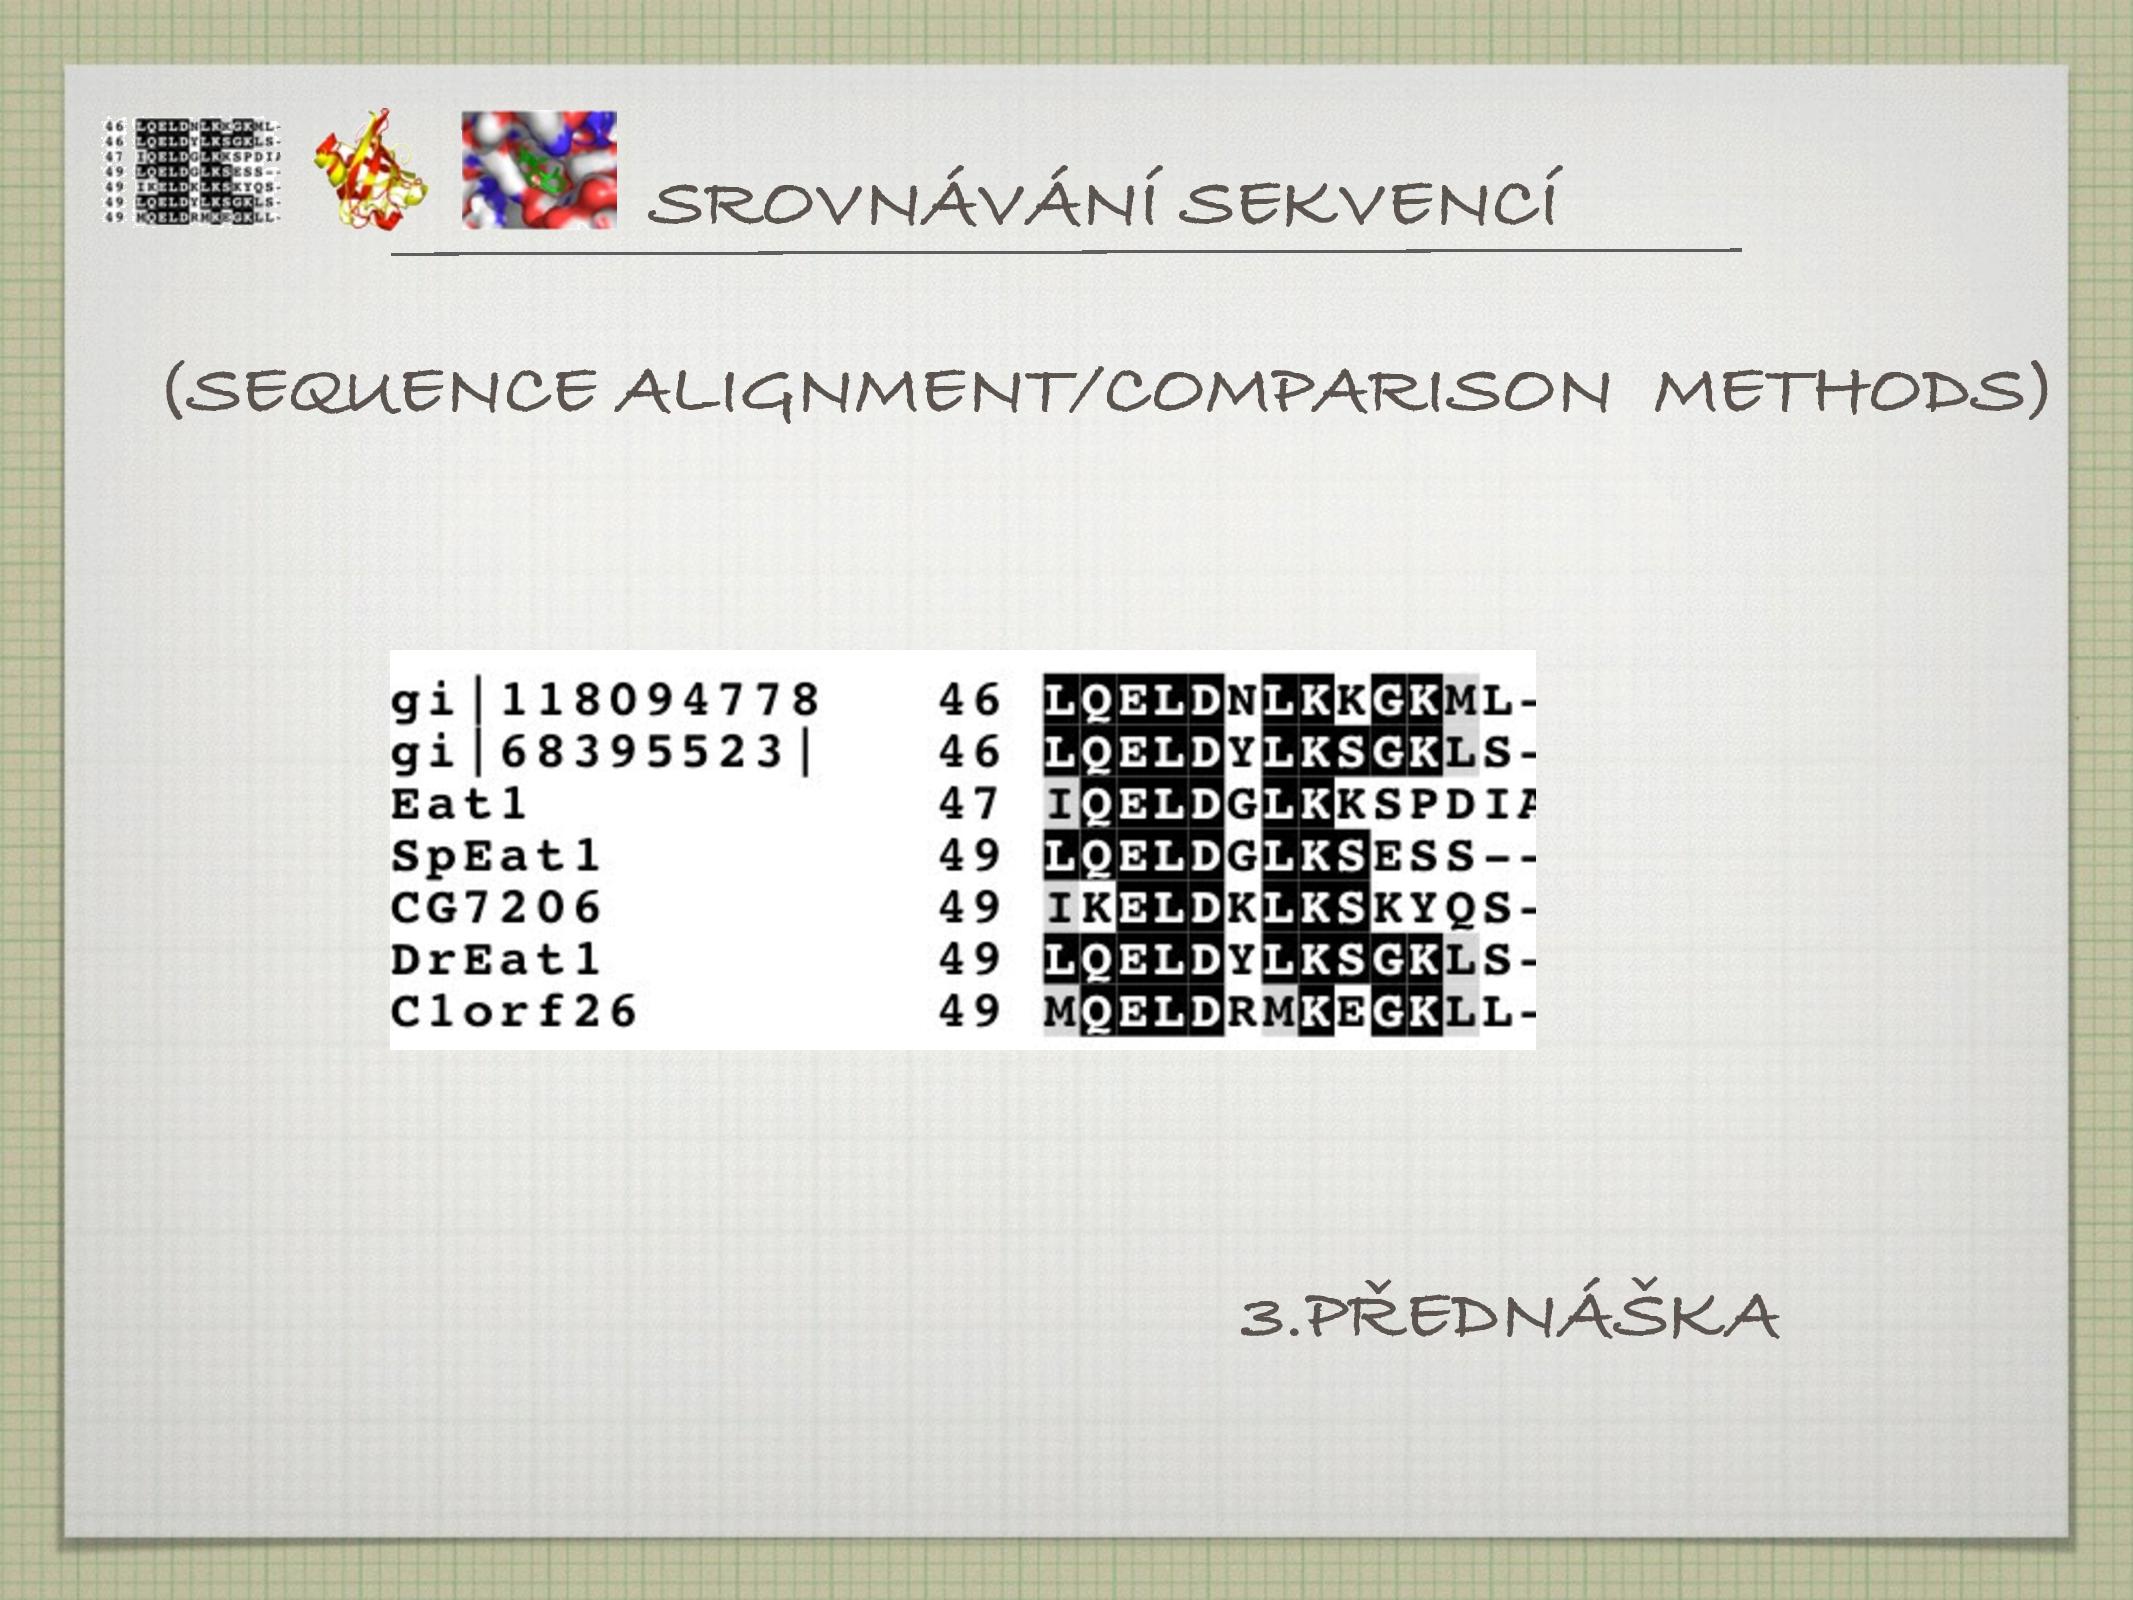 46 LQELDNLKKGKML-
46 LQELDYLKSGKLS-
47 IQELDGLKKSPDIA
49 LQELDGLKSESS--
49 IKELDKLKSKYQS-
49 LQELDYLKSGKLS-
49 MQELDRMKEGKLL-
SROVNÁVÁNÍ SEKVENCÍ
(SEQUENCE ALIGNMENT/COMPARISON METHODS)
gi|118094778 46 LQELDNLKKGKML-
gi|68395523| 46 LQELDYLKSGKLS-
Eat1 47 IQELDGLKKSPDIA
SpEat1 49 LQELDGLKSESS--
CG7206 49 IKELDKLKSKYQS-
DrEat1 49 LQELDYLKSGKLS-
C1orf26 49 MQELDRMKEGKLL-
3.PŘEDNÁŠKA